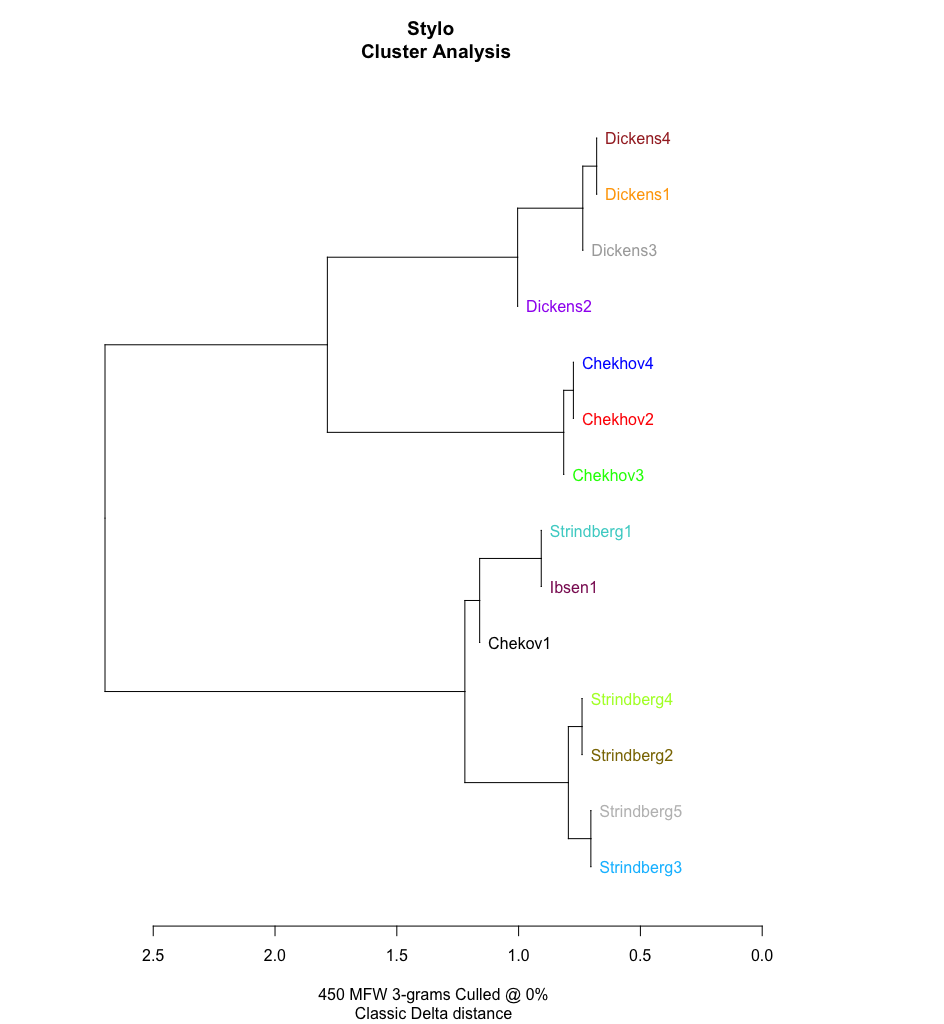 Stylo
Cluster Analysis
Dickens4
Dickens1
Dickens3
Dickens2
Chekhov4
Chekhov2
Chekhov3
Strindberg1
Ibsen1
Chekov1
Strindberg4
Strindberg2
Strindberg5
Strindberg3
2.5 2.0 1.5 1.0 0.5 0.0
450 MFW 3-grams Culled @ 0%
Classic Delta distance